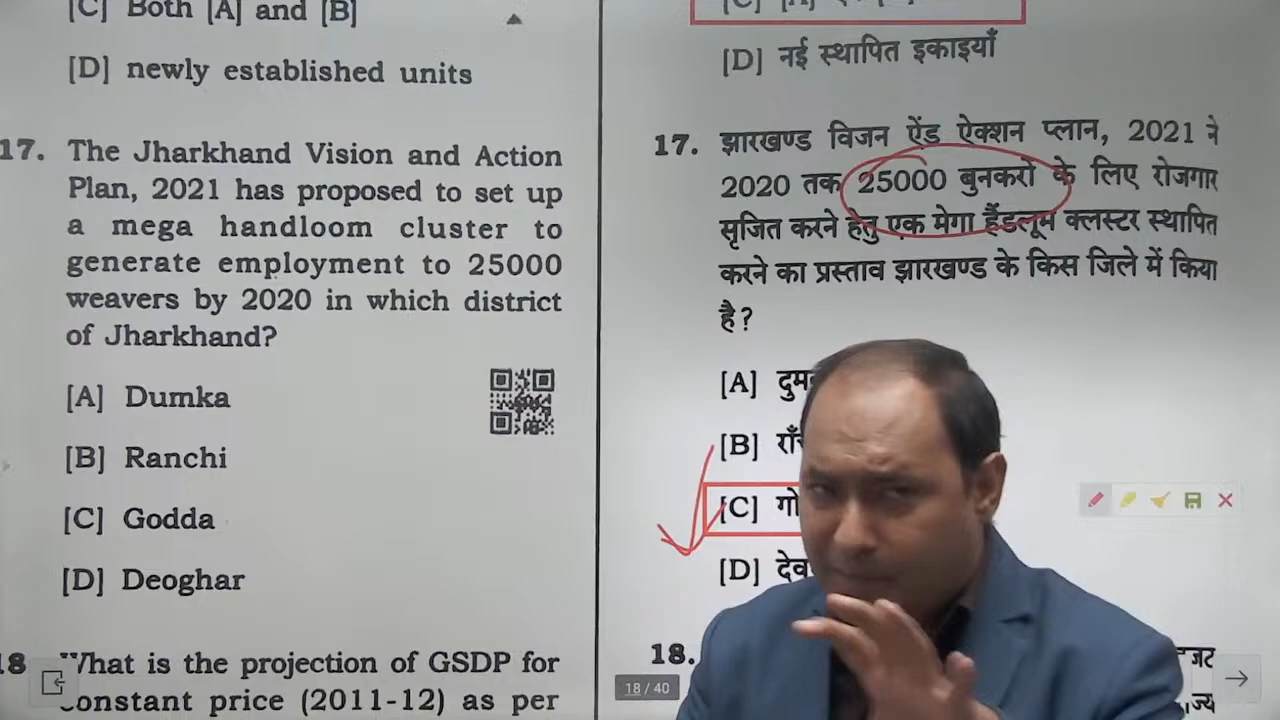 [C] Both [A] and [B]
[D] newly established units
17. The Jharkhand Vision and Action
Plan, 2021 has proposed to set up
a mega handloom cluster to
generate employment to 25000
weavers by 2020 in which district
of Jharkhand?
[A] Dumka
[B] Ranchi
[C] Godda
[D] Deoghar
18 What is the projection of GSDP for
constant price (2011-12) as per
[D] नई स्थापित इकाइयाँ
17. झारखण्ड विजन ऐंड ऐक्शन प्लान, 2021 ने
2020 तक 25000 बुनकरों के लिए रोजगार
सृजित करने हेतु एक मेगा हैंडलूम क्लस्टर स्थापित
करने का प्रस्ताव झारखण्ड के किस जिले में किया
है?
[A]
[B]
[C]
[D]
18.
18 / 40